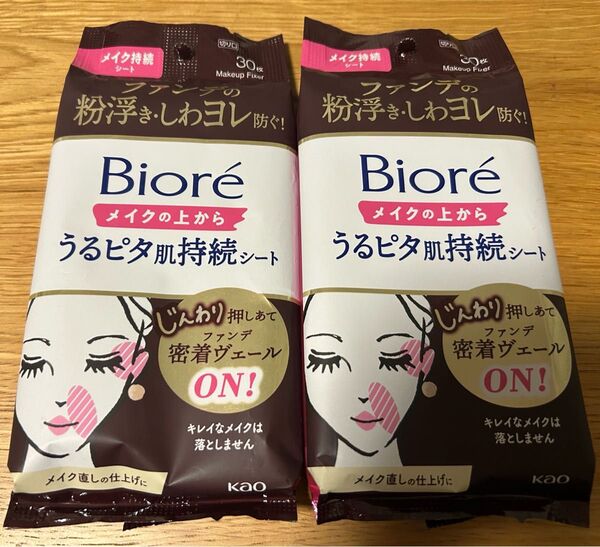 切り口
メイク持続
シート
30枚
Makeup Fixer
ファンデの
粉浮き・しわヨレ防ぐ!
Bioré
メイクの上から
うるピタ肌持続シート
じんわり押しあて
ファンデ
密着ヴェール
ON!
キレイなメイクは
落としません
メイク直しの仕上げに
Kao
切り口
メイク持続
シート
30枚
Makeup Fixer
ファンデの
粉浮き・しわヨレ防ぐ!
Bioré
メイクの上から
うるピタ肌持続シート
じんわり押しあて
ファンデ
密着ヴェール
ON!
キレイなメイクは
落としません
メイク直しの仕上げに
Kao